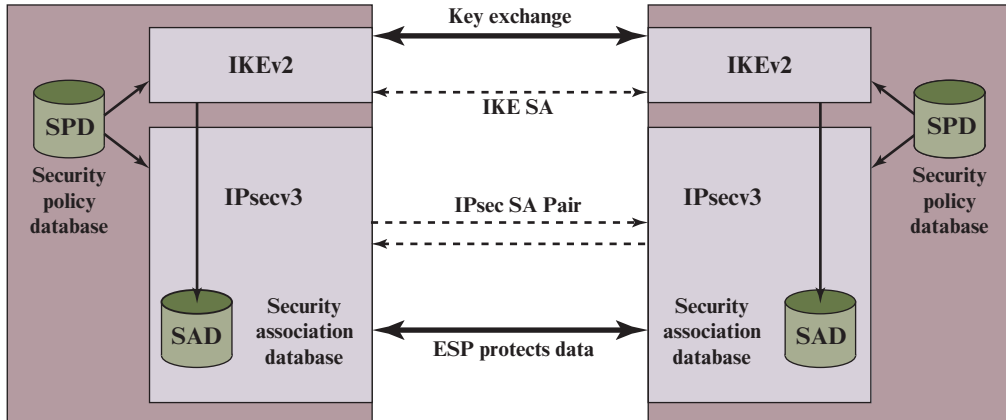 Key exchange
IKEv2
IKEv2
IKE SA
SPD
SPD
Security
policy
database
Security
policy
database
IPsecv3
IPsecv3
IPsec SA Pair
SAD
Security
association
database
ESP protects data
Security
association
database
SAD